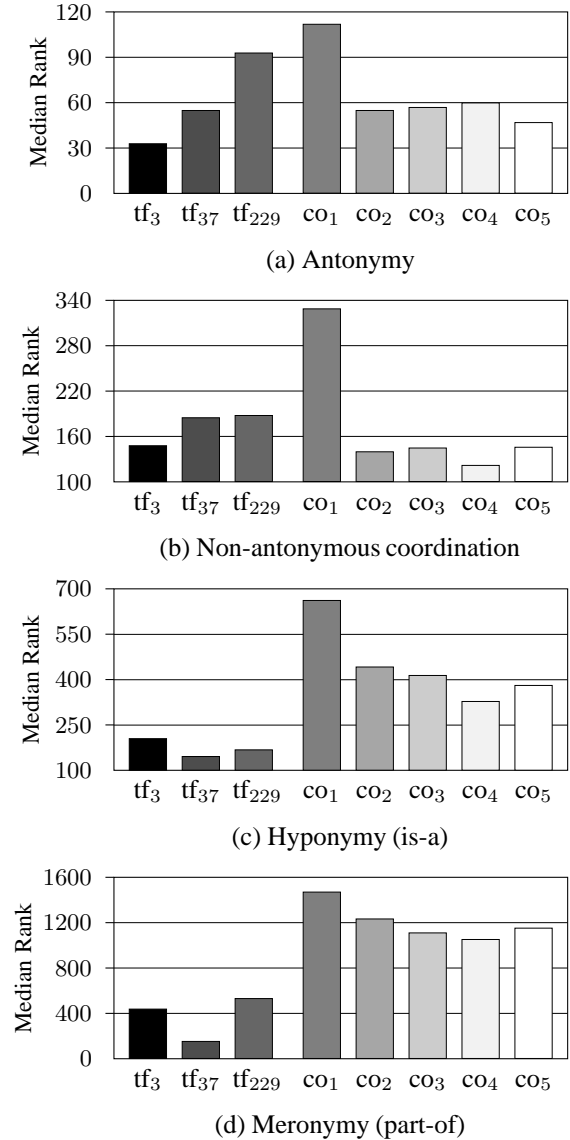 120
90
60
30
0
Median Rank
tf₃ tf₃₇ tf₂₂₉ co₁ co₂ co₃ co₄ co₅
(a) Antonymy
340
280
220
160
100
Median Rank
tf₃ tf₃₇ tf₂₂₉ co₁ co₂ co₃ co₄ co₅
(b) Non-antonymous coordination
700
550
400
250
100
Median Rank
tf₃ tf₃₇ tf₂₂₉ co₁ co₂ co₃ co₄ co₅
(c) Hyponymy (is-a)
1600
1200
800
400
0
Median Rank
tf₃ tf₃₇ tf₂₂₉ co₁ co₂ co₃ co₄ co₅
(d) Meronymy (part-of)